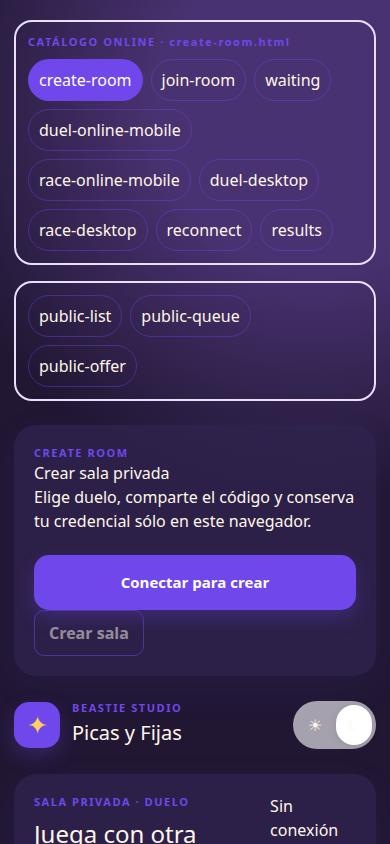 CATÁLOGO ONLINE · create-room.html
create-room join-room waiting
duel-online-mobile
race-online-mobile duel-desktop
race-desktop reconnect results
public-list public-queue
public-offer
CREATE ROOM
Crear sala privada
Elige duelo, comparte el código y conserva
tu credencial sólo en este navegador.
Conectar para crear
Crear sala
BEASTIE STUDIO
Picas y Fijas
SALA PRIVADA · DUELO
Juega con otra
Sin
conexión